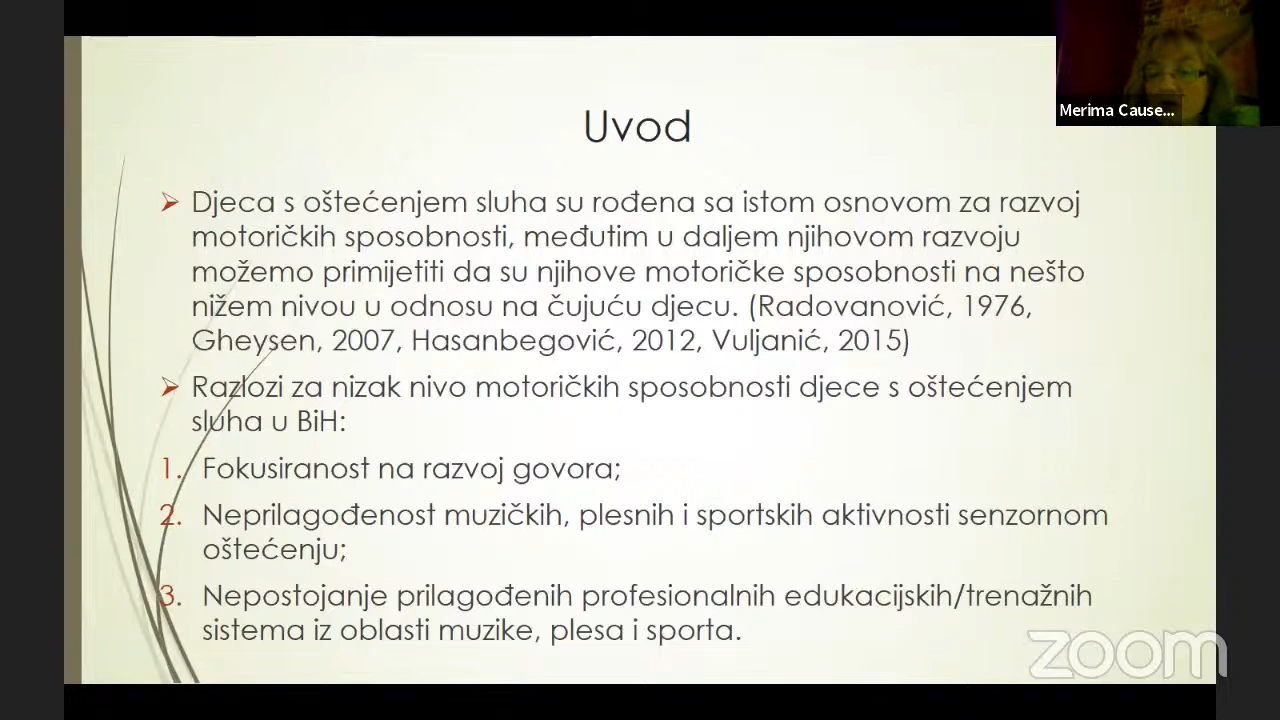 Uvod
➢ Djeca s oštećenjem sluha su rođena sa istom osnovom za razvoj
motoričkih sposobnosti, međutim u daljem njihovom razvoju
možemo primijetiti da su njihove motoričke sposobnosti na nešto
nižem nivou u odnosu na čujuću djecu. (Radovanović, 1976,
Gheysen, 2007, Hasanbegović, 2012, Vuljanić, 2015)
➢ Razlozi za nizak nivo motoričkih sposobnosti djece s oštećenjem
sluha u BiH:
1. Fokusiranost na razvoj govora;
2. Neprilagođenost muzičkih, plesnih i sportskih aktivnosti senzornom
oštećenju;
3. Nepostojanje prilagođenih profesionalnih edukacijskih/trenažnih
sistema iz oblasti muzike, plesa i sporta.
Merima Cause...
zoom